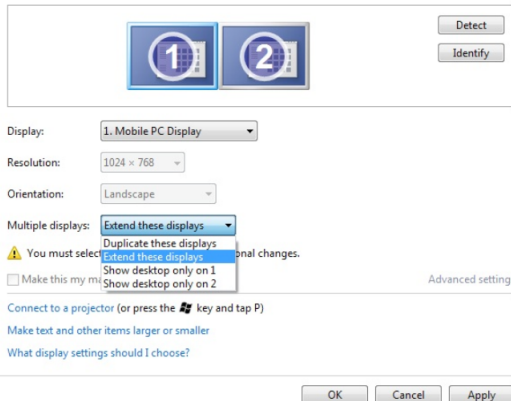 1
2
Detect
Identify
Display:
1. Mobile PC Display
Resolution:
1024 × 768
Orientation:
Landscape
Multiple displays:
Extend these displays
Duplicate these displays
Extend these displays
Show desktop only on 1
Show desktop only on 2
You must selec
onal changes.
Make this my m
Advanced setting
Connect to a projector (or press the key and tap P)
Make text and other items larger or smaller
What display settings should I choose?
OK
Cancel
Apply